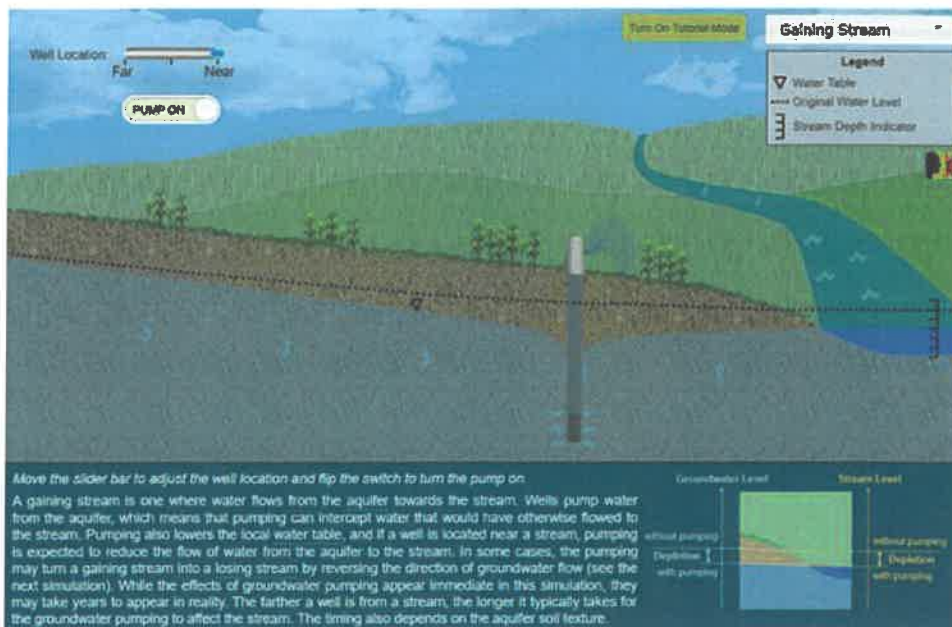 Turn On Tutorial Mode
Gaining Stream
Well Location:
Far
Near
PUMP ON
Legend
Water Table
Original Water Level
Stream Depth Indicator
Move the slider bar to adjust the well location and flip the switch to turn the pump on
A gaining stream is one where water flows from the aquifer towards the stream. Wells pump water
from the aquifer, which means that pumping can intercept water that would have otherwise flowed to
the stream. Pumping also lowers the local water table, and if a well is located near a stream, pumping
is expected to reduce the flow of water from the aquifer to the stream. In some cases, the pumping
may turn a gaining stream into a losing stream by reversing the direction of groundwater flow (see the
next simulation). While the effects of groundwater pumping appear immediate in this simulation, they
may take years to appear in reality. The farther a well is from a stream, the longer it typically takes for
the groundwater pumping to affect the stream. The timing also depends on the aquifer soil texture.
Groundwater Level
Stream Level
without pumping
Depletion
with pumping
without pumping
Depletion
with pumping